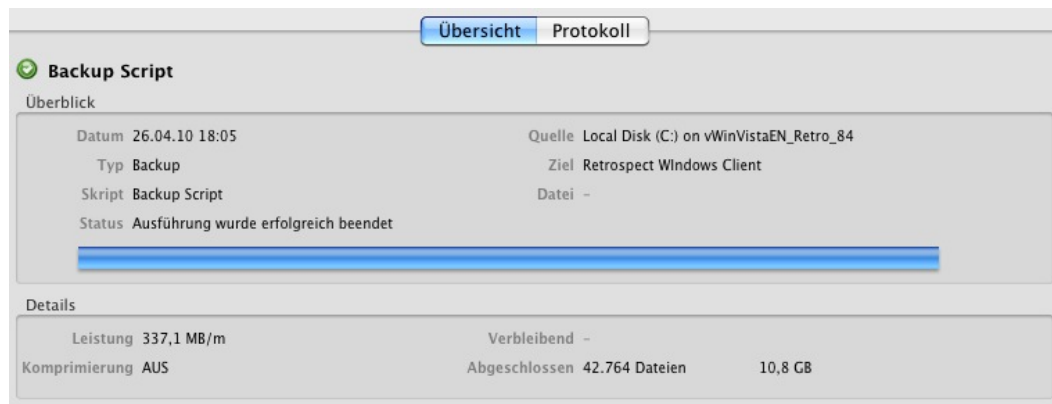 Übersicht Protokoll
Backup Script
Überblick
Datum 26.04.10 18:05 Quelle Local Disk (C:) on vWinVistaEN_Retro_84
Typ Backup Ziel Retrospect WIndows Client
Skript Backup Script Datei –
Status Ausführung wurde erfolgreich beendet
Details
Leistung 337,1 MB/m Verbleibend –
Komprimierung AUS Abgeschlossen 42.764 Dateien 10,8 GB